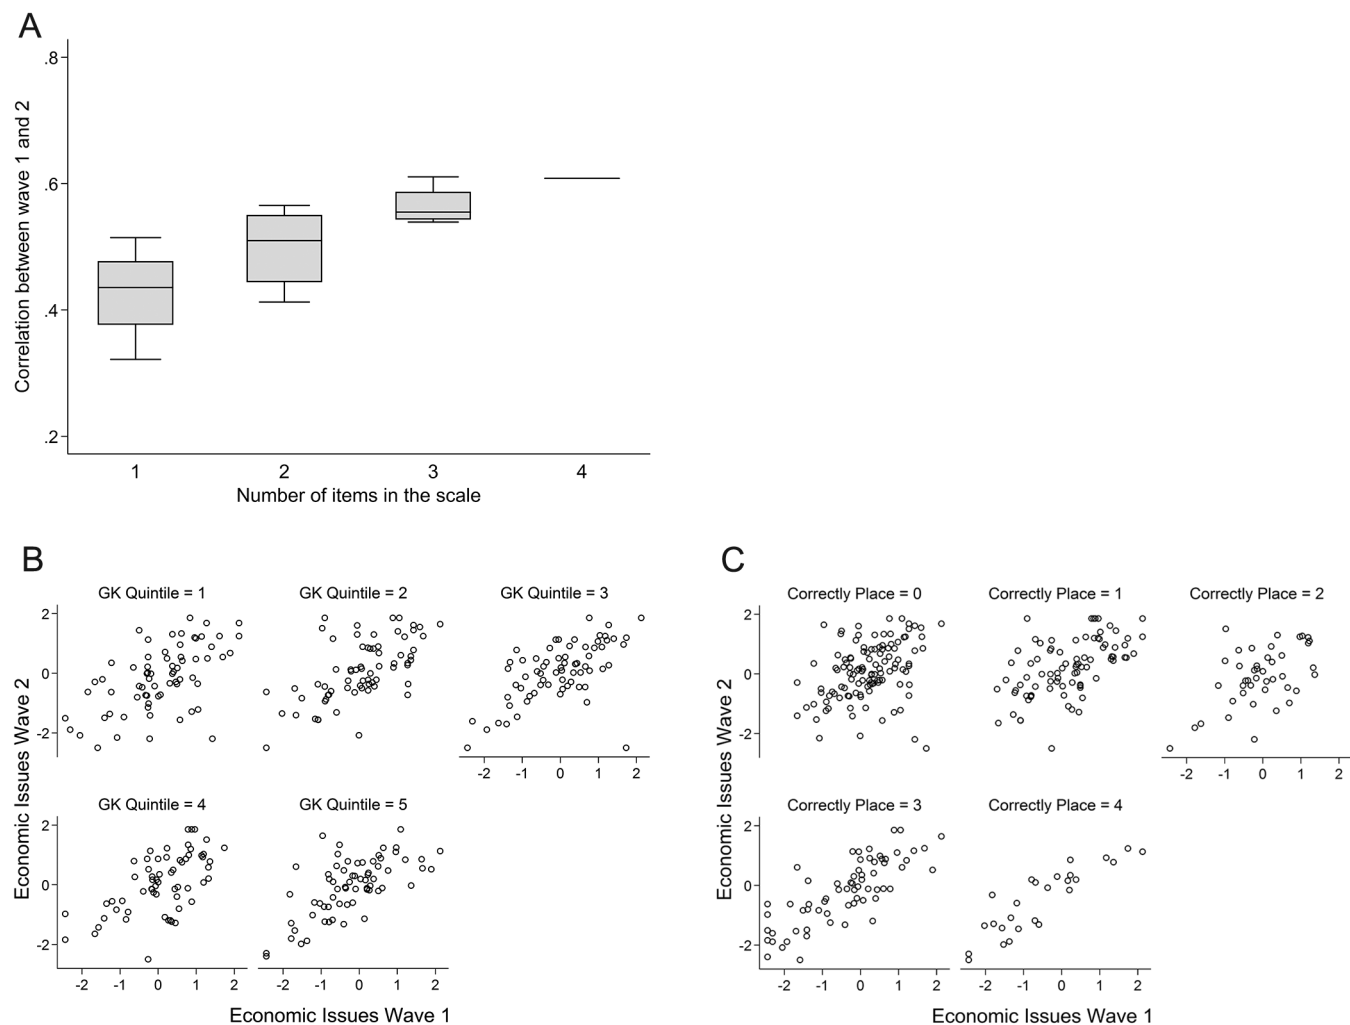 A
.8
.6
.4
.2
Correlation between wave 1 and 2
1 2 3 4
Number of items in the scale
B
GK Quintile = 1 GK Quintile = 2 GK Quintile = 3
2
0
-2
-2 -1 0 1 2
GK Quintile = 4 GK Quintile = 5
2
0
-2
-2 -1 0 1 2 -2 -1 0 1 2
Economic Issues Wave 2
Economic Issues Wave 1
C
Correctly Place = 0 Correctly Place = 1 Correctly Place = 2
2
0
-2
-2 -1 0 1 2
Correctly Place = 3 Correctly Place = 4
2
0
-2
-2 -1 0 1 2 -2 -1 0 1 2
Economic Issues Wave 2
Economic Issues Wave 1